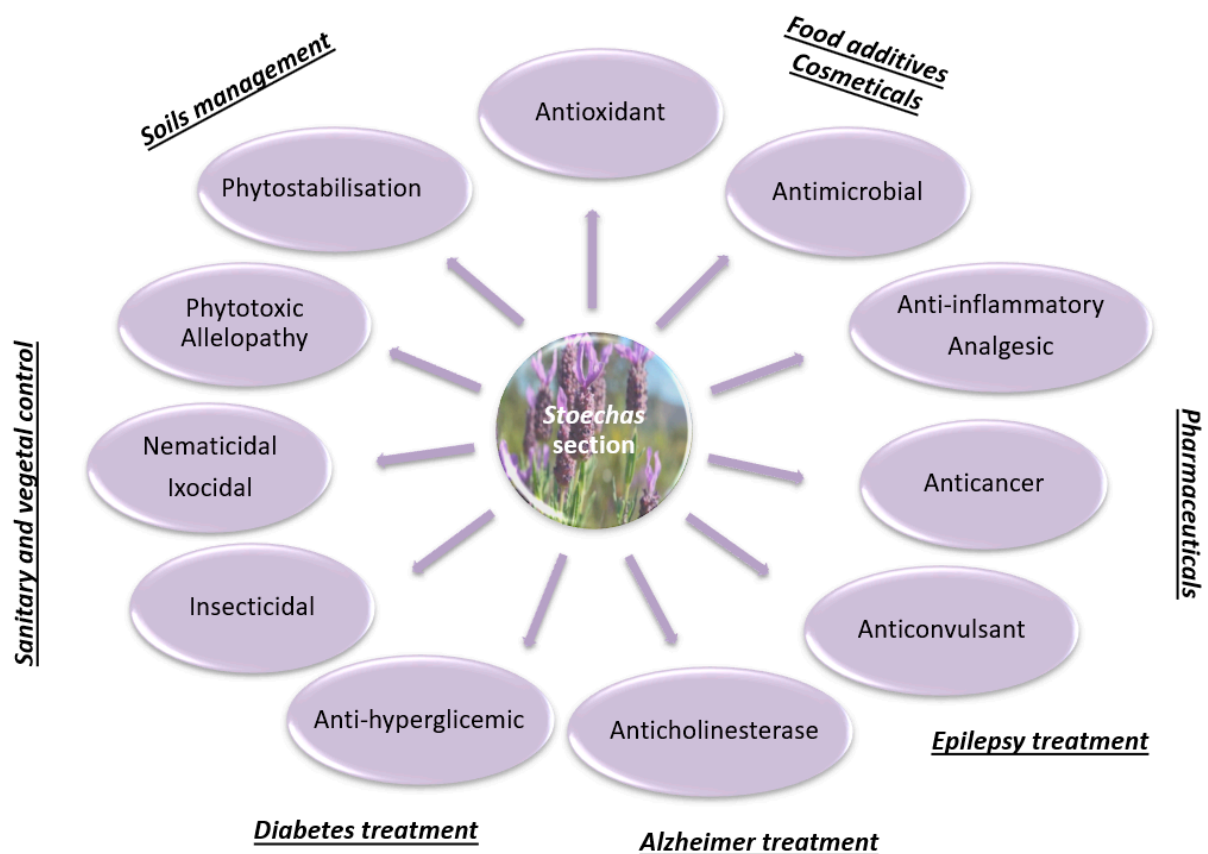 Soils management
Food additives
Cosmeticals
Antioxidant
Phytostabilisation
Antimicrobial
Phytotoxic
Allelopathy
Anti-inflammatory
Analgesic
Stoechas
section
Nematicidal
Ixocidal
Anticancer
Sanitary and vegetal control
Pharmaceuticals
Insecticidal
Anticonvulsant
Anti-hyperglicemic
Anticholinesterase
Epilepsy treatment
Diabetes treatment
Alzheimer treatment